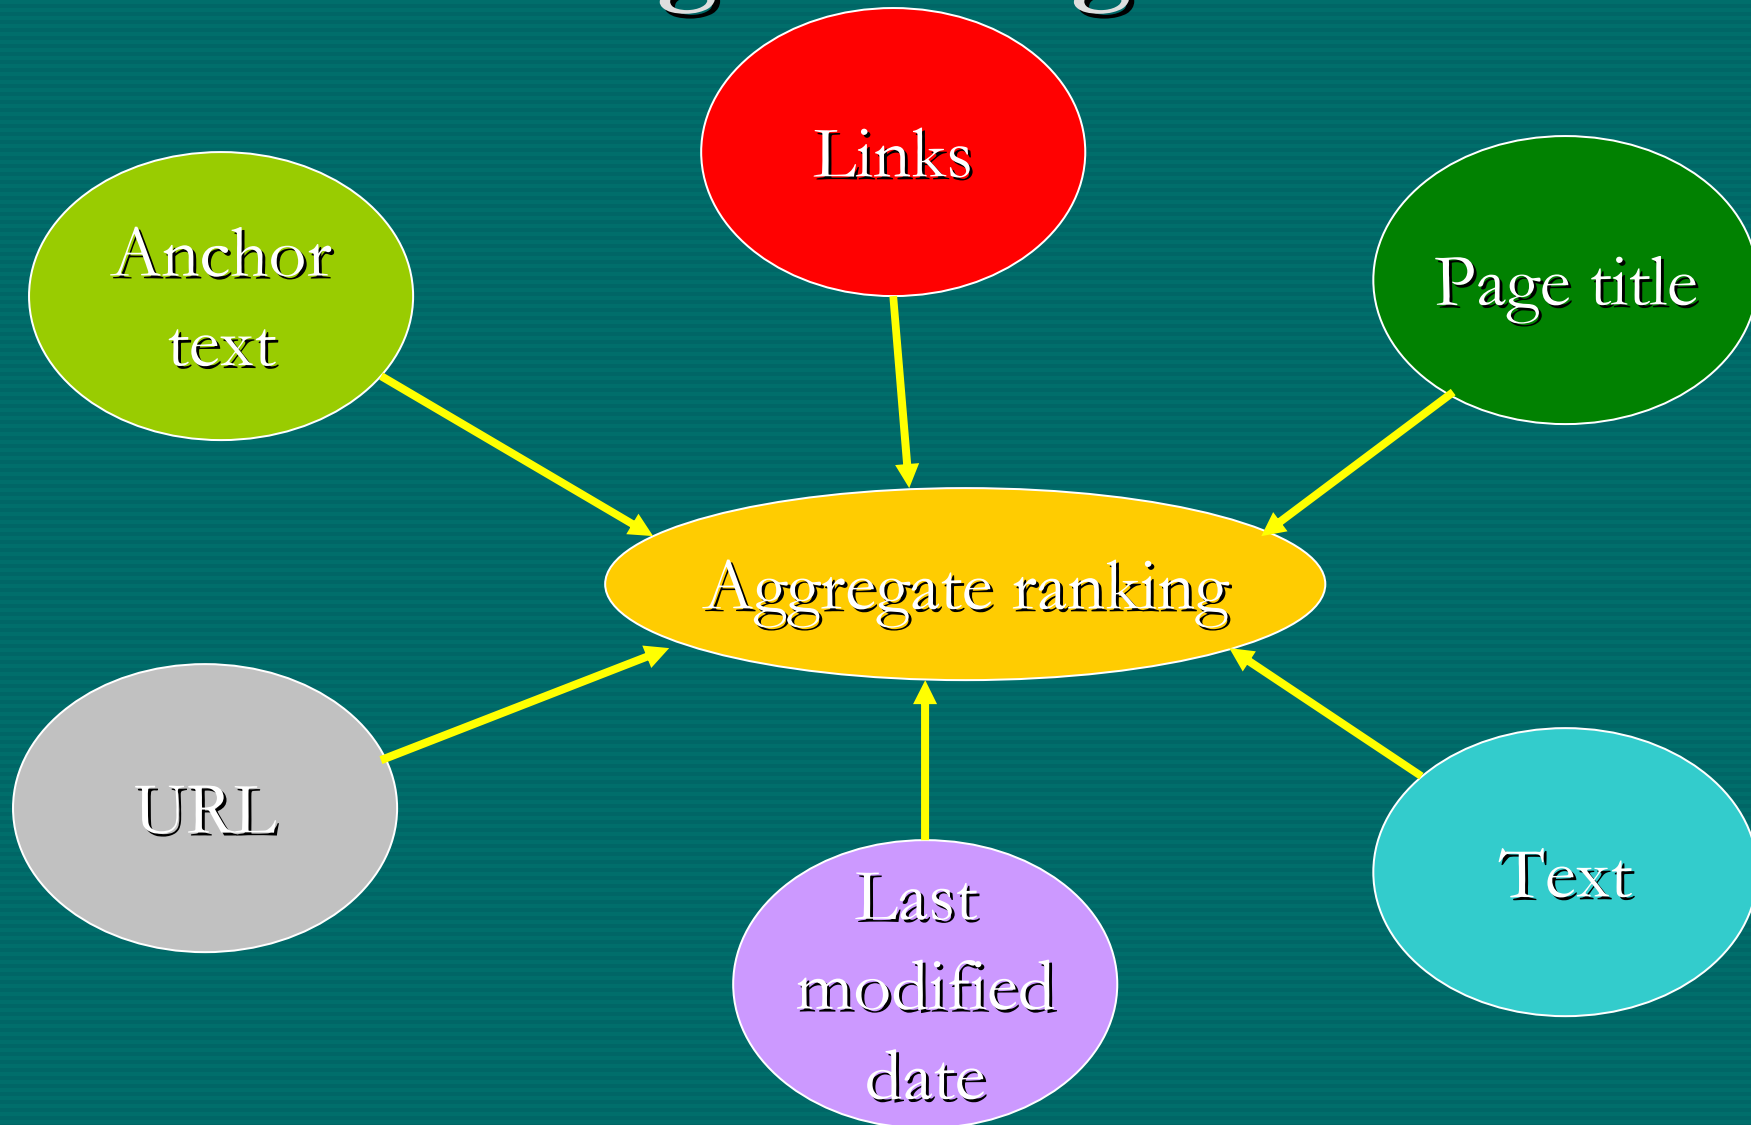 Links
Anchor
text
Page title
Aggregate ranking
URL
Text
Last
modified
date